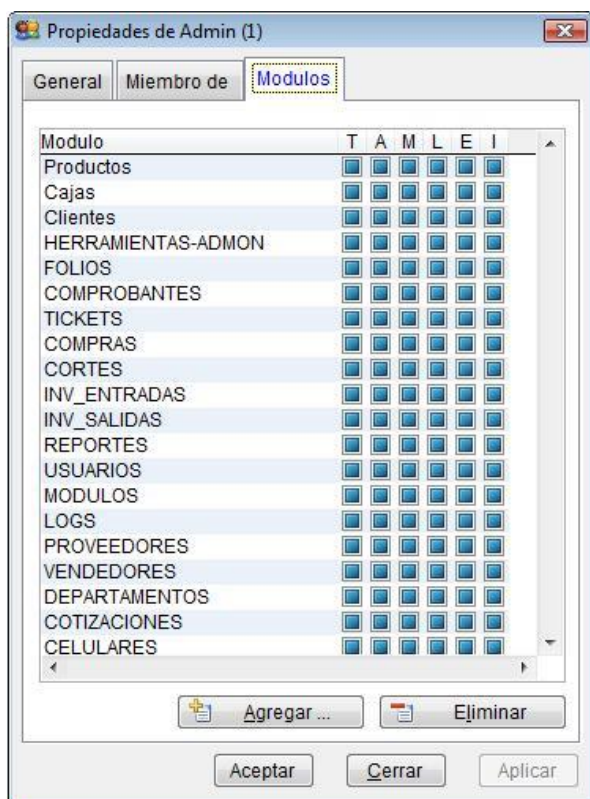 Propiedades de Admin (1)
General Miembro de Modulos
Modulo T A M L E I
Productos
Cajas
Clientes
HERRAMIENTAS-ADMON
FOLIOS
COMPROBANTES
TICKETS
COMPRAS
CORTES
INV_ENTRADAS
INV_SALIDAS
REPORTES
USUARIOS
MODULOS
LOGS
PROVEEDORES
VENDEDORES
DEPARTAMENTOS
COTIZACIONES
CELULARES
Agregar ... Eliminar
Aceptar Cerrar Aplicar